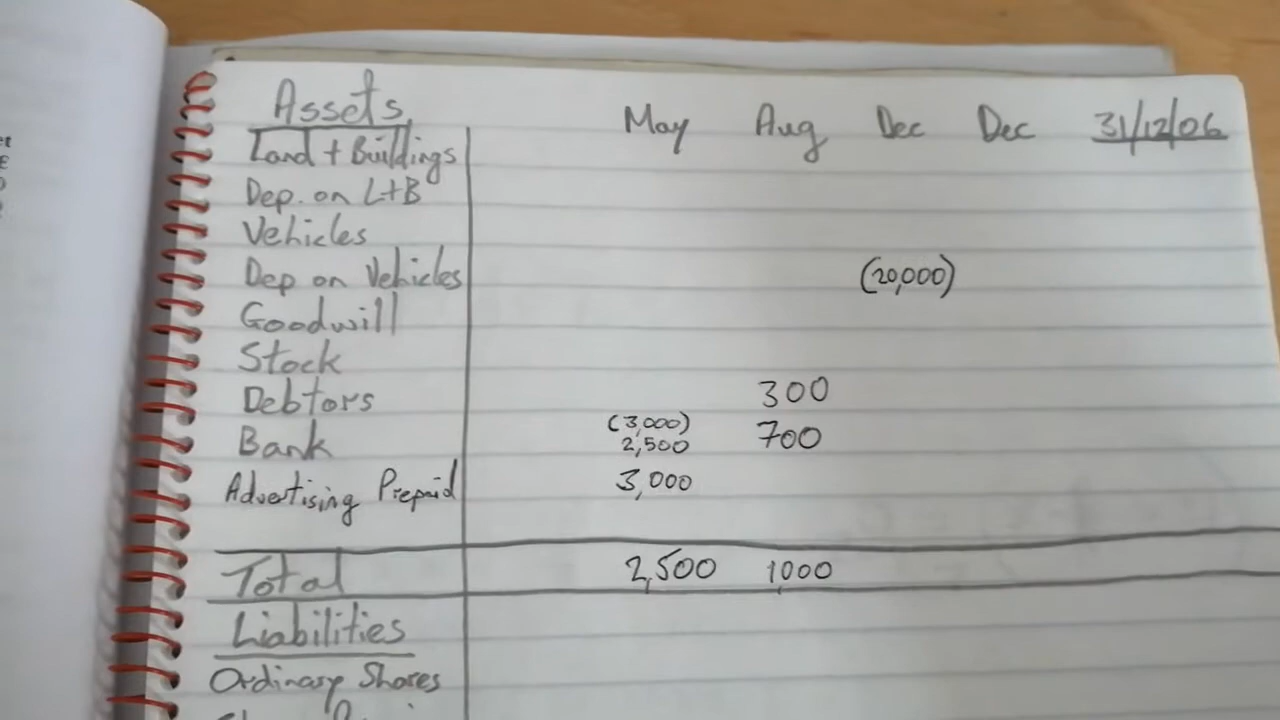 Assets May Aug Dec Dec 31/12/06
Land + Buildings
Dep. on L+B
Vehicles
Dep on Vehicles (20,000)
Goodwill
Stock
Debtors 300
Bank (3,000) 700
2,500
Advertising Prepaid 3,000
Total 2,500 1,000
Liabilities
Ordinary Shares